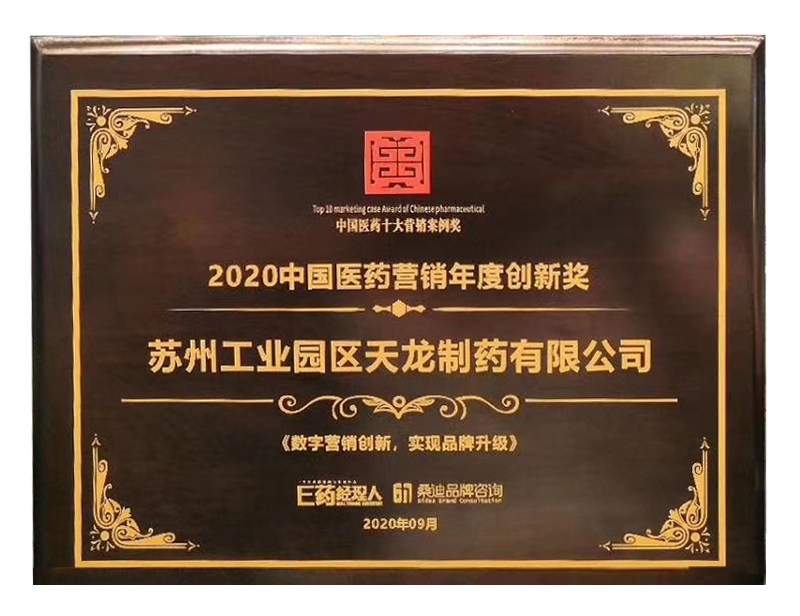 Top 10 marketing case Award of Chinese pharmaceutical
中国医药十大营销案例奖
2020中国医药营销年度创新奖
苏州工业园区天龙制药有限公司
《数字营销创新，实现品牌升级》
E药经理人 桑迪品牌咨询
2020年09月